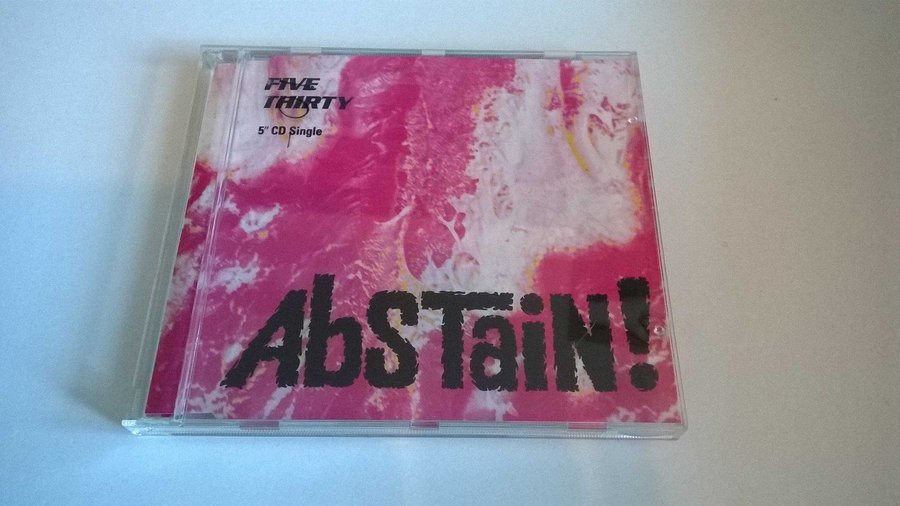 FIVE
THIRTY
5" CD Single
AbSTaiN!